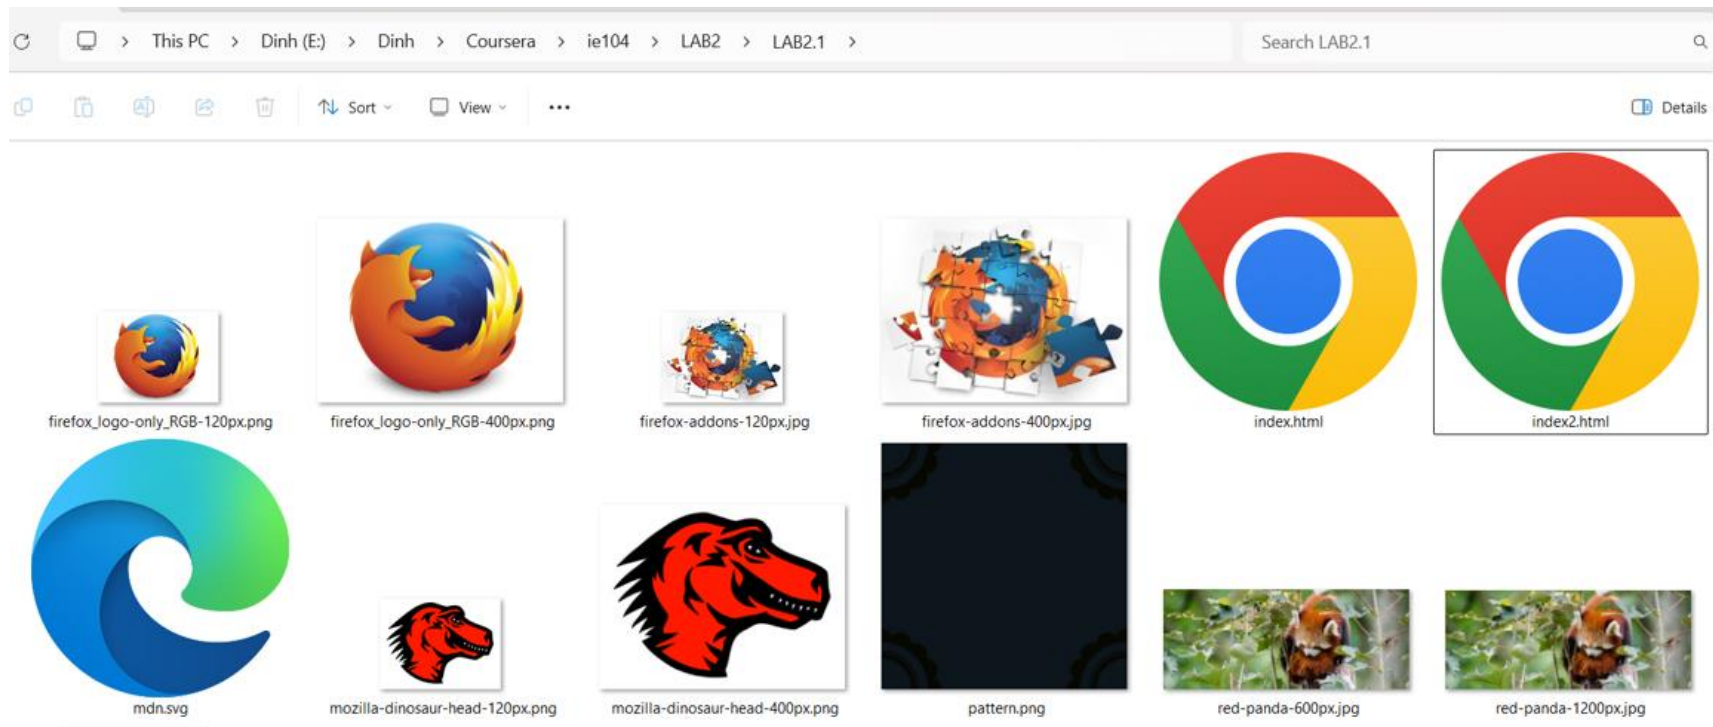 This PC > Dinh (E:) > Dinh > Coursera > ie104 > LAB2 > LAB2.1 >
Search LAB2.1
Sort
View
Details
firefox_logo-only_RGB-120px.png
firefox_logo-only_RGB-400px.png
firefox-addons-120px.jpg
firefox-addons-400px.jpg
index.html
index2.html
mdn.svg
mozilla-dinosaur-head-120px.png
mozilla-dinosaur-head-400px.png
pattern.png
red-panda-600px.jpg
red-panda-1200px.jpg